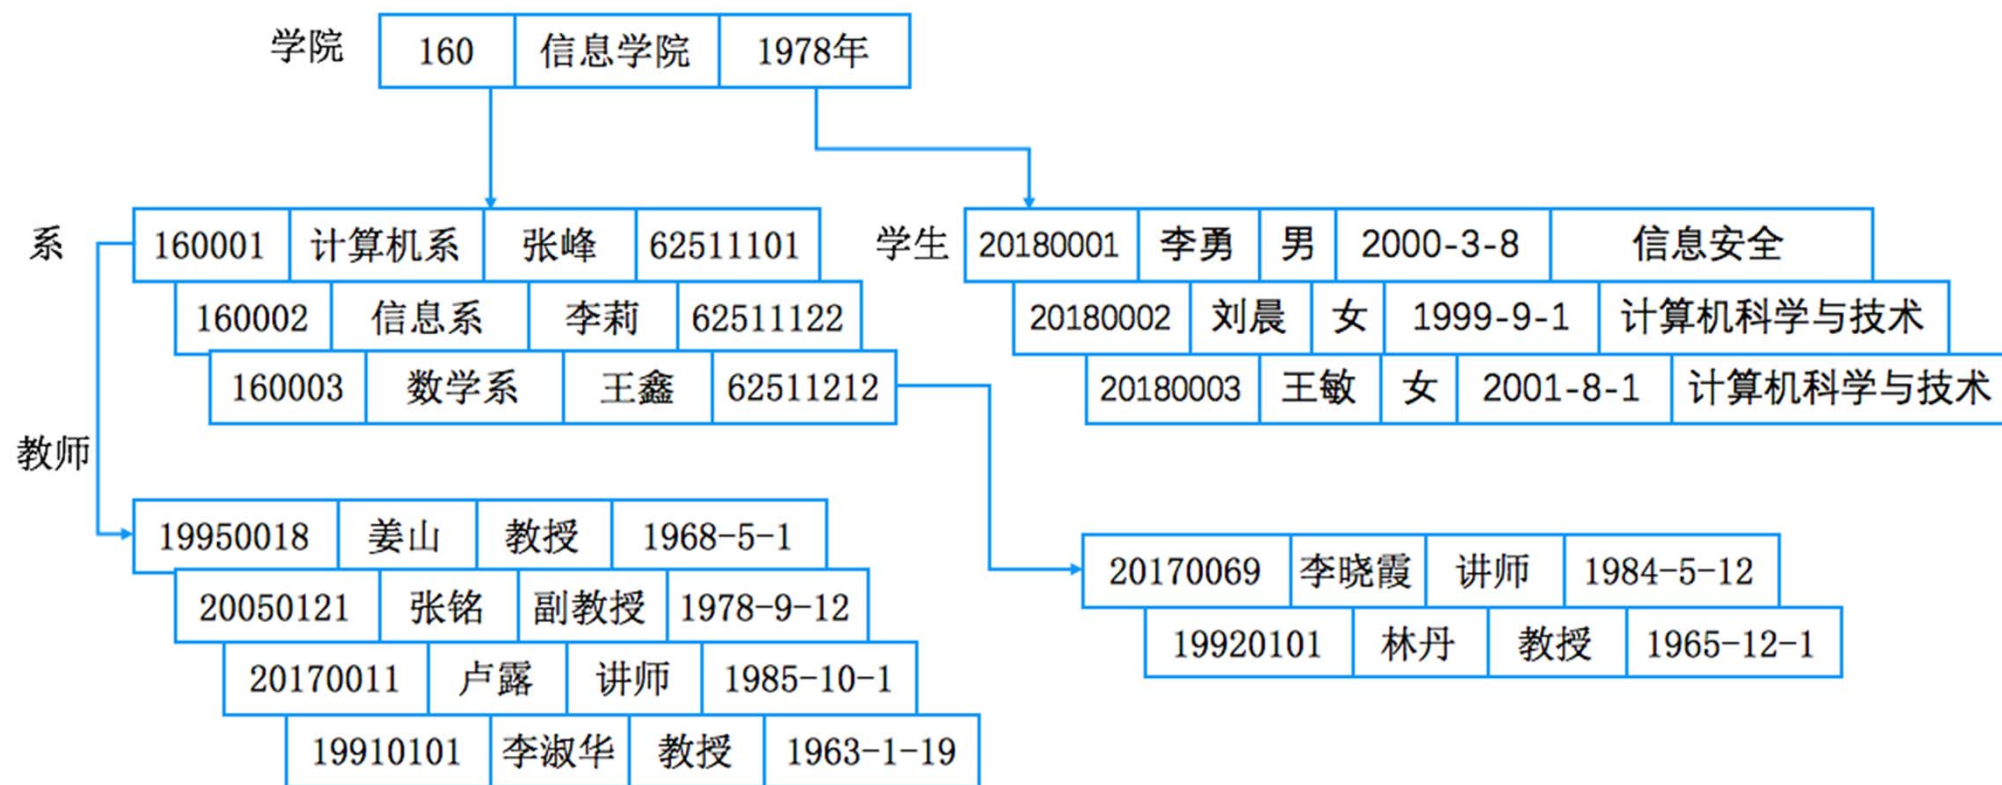 学院 160 信息学院 1978年
系 160001 计算机系 张峰 62511101 学生 20180001 李勇 男 2000-3-8 信息安全
160002 信息系 李莉 62511122 20180002 刘晨 女 1999-9-1 计算机科学与技术
160003 数学系 王鑫 62511212 20180003 王敏 女 2001-8-1 计算机科学与技术
教师
19950018 姜山 教授 1968-5-1
20170069 李晓霞 讲师 1984-5-12
20050121 张铭 副教授 1978-9-12
19920101 林丹 教授 1965-12-1
20170011 卢露 讲师 1985-10-1
19910101 李淑华 教授 1963-1-19